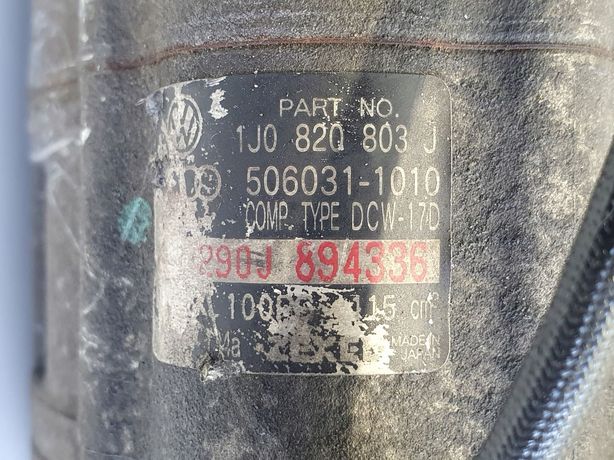 PART NO.
1J0 820 803 J
506031-1010
COMP. TYPE DCW-17D
290J 894336
115 cm
MADE IN
JAPAN